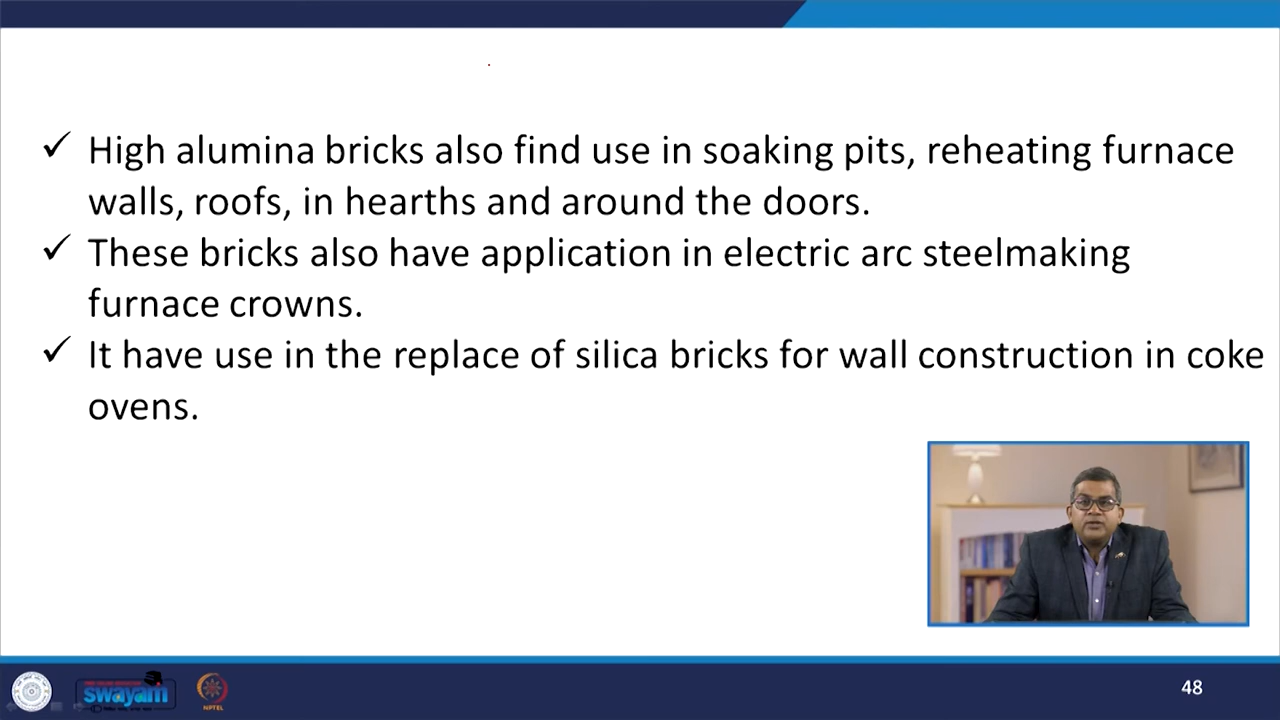 ✓ High alumina bricks also find use in soaking pits, reheating furnace
walls, roofs, in hearths and around the doors.
✓ These bricks also have application in electric arc steelmaking
furnace crowns.
✓ It have use in the replace of silica bricks for wall construction in coke
ovens.
swayam
NPTEL
48